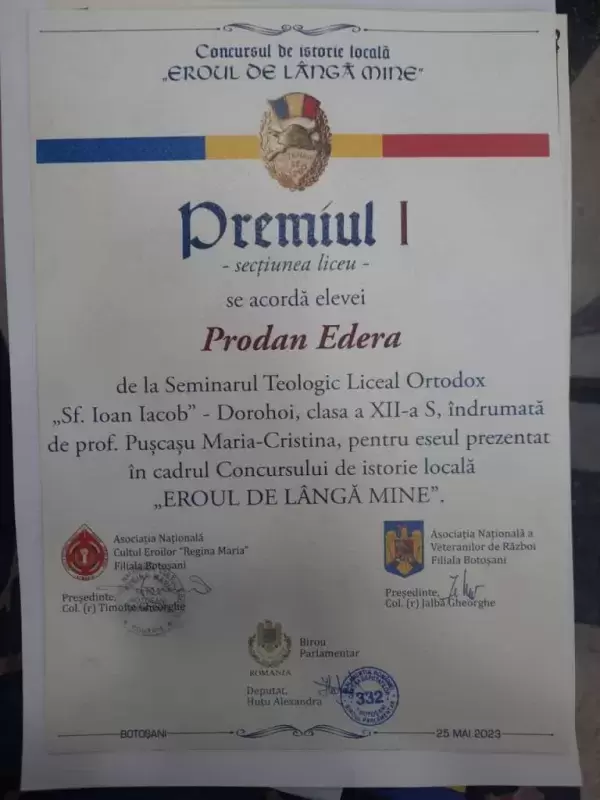 Concursul de istorie locală
„EROUL DE LÂNGĂ MINE”
Premiul I
- secțiunea liceu -
se acordă elevei
Prodan Edera
de la Seminarul Teologic Liceal Ortodox
„Sf. Ioan Iacob” - Dorohoi, clasa a XII-a S, îndrumată
de prof. Pușcașu Maria-Cristina, pentru eseul prezentat
în cadrul Concursului de istorie locală
„EROUL DE LÂNGĂ MINE”.
Asociația Națională
Cultul Eroilor "Regina Maria"
Filiala Botoșani
Președinte,
Col. (r) Timofte Gheorghe
Asociația Națională a
Veteranilor de Război
Filiala Botoșani
Președinte,
Col. (r) Jalbă Gheorghe
ROMANIA
Birou
Parlamentar
Deputat,
Huțu Alexandra
332
BOTOȘANI
25 MAI 2023